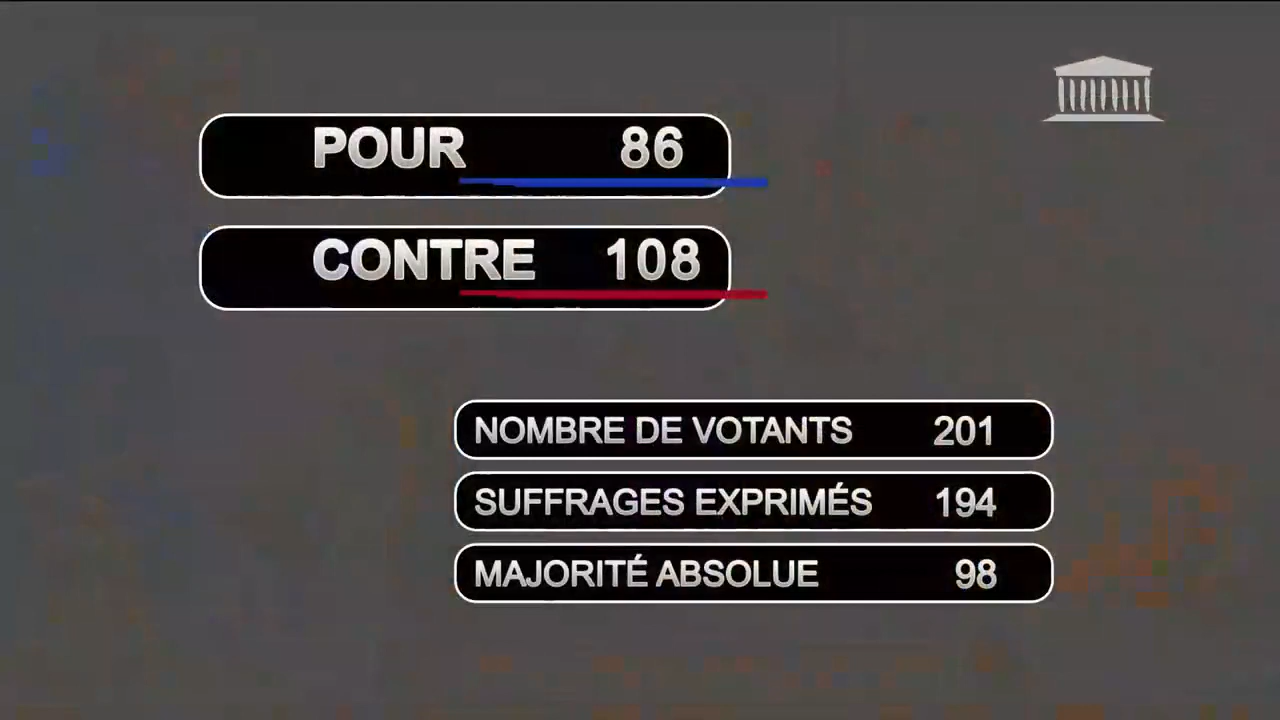 POUR 86
CONTRE 108
NOMBRE DE VOTANTS 201
SUFFRAGES EXPRIMÉS 194
MAJORITÉ ABSOLUE 98